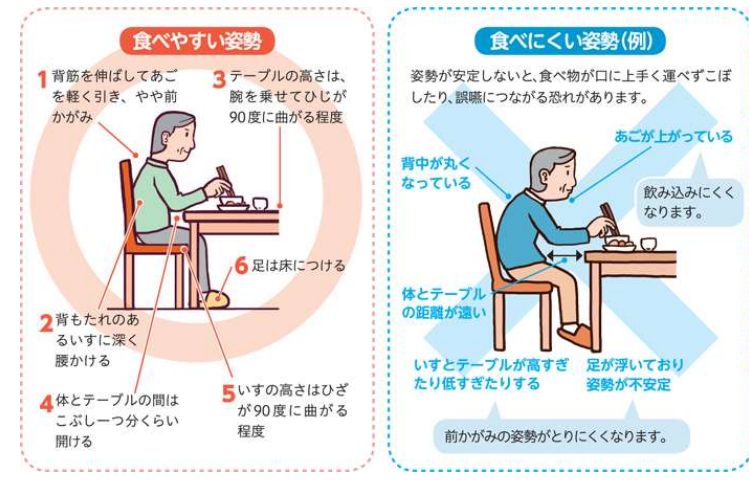 食べやすい姿勢
1 背筋を伸ばしてあご
を軽く引き、やや前
かがみ
3 テーブルの高さは、
腕を乗せてひじが
90度に曲がる程度
6 足は床につける
2 背もたれのあ
るいすに深く
腰かける
4 体とテーブルの間は
こぶし一つ分くらい
開ける
5 いすの高さはひざ
が90度に曲がる
程度
食べにくい姿勢(例)
姿勢が安定しないと、食べ物が口に上手く運べずこぼ
したり、誤嚥につながる恐れがあります。
あごが上がっている
背中が丸く
なっている
飲み込みにくく
なります。
体とテーブル
の距離が遠い
いすとテーブルが高すぎ
たり低すぎたりする
足が浮いており
姿勢が不安定
前かがみの姿勢がとりにくくなります。